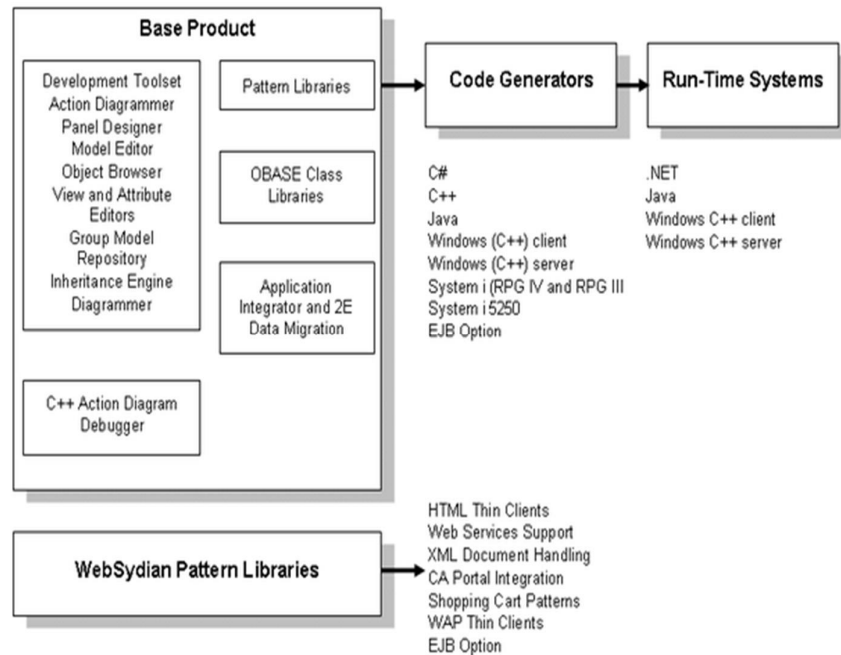 Base Product
Development Toolset
Action Diagrammer
Panel Designer
Model Editor
Object Browser
View and Attribute
Editors
Group Model
Repository
Inheritance Engine
Diagrammer
Pattern Libraries
OBASE Class
Libraries
Application
Integrator and 2E
Data Migration
C++ Action Diagram
Debugger
Code Generators
C#
C++
Java
Windows (C++) client
Windows (C++) server
System i (RPG IV and RPG III
System i 5250
EJB Option
Run-Time Systems
.NET
Java
Windows C++ client
Windows C++ server
WebSydian Pattern Libraries
HTML Thin Clients
Web Services Support
XML Document Handling
CA Portal Integration
Shopping Cart Patterns
WAP Thin Clients
EJB Option